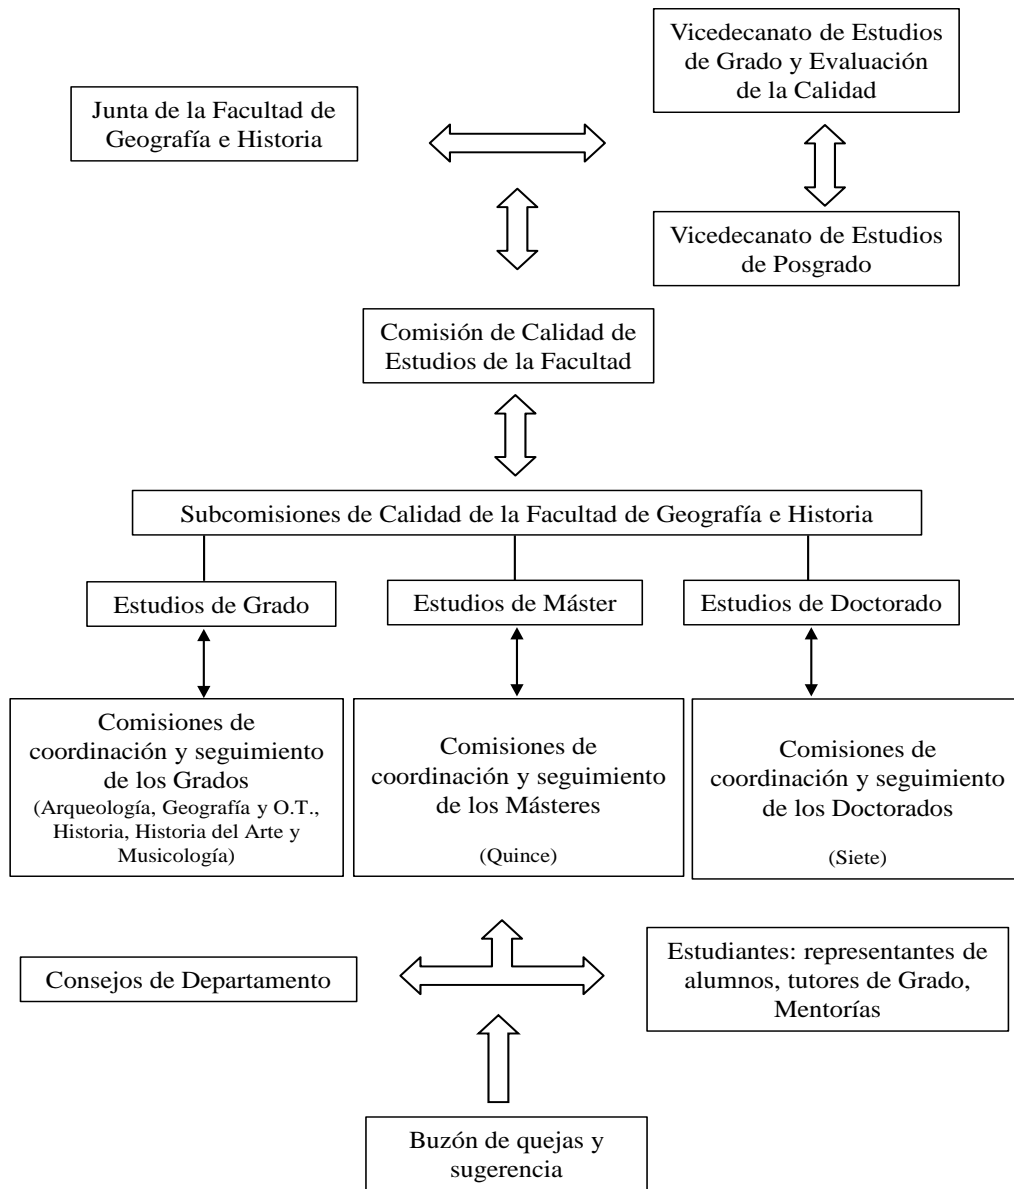 Vicedecanato de Estudios
de Grado y Evaluación
de la Calidad
Junta de la Facultad de
Geografía e Historia
Vicedecanato de Estudios
de Posgrado
Comisión de Calidad de
Estudios de la Facultad
Subcomisiones de Calidad de la Facultad de Geografía e Historia
Estudios de Grado
Estudios de Máster
Estudios de Doctorado
Comisiones de
coordinación y seguimiento
de los Grados
(Arqueología, Geografía y O.T.,
Historia, Historia del Arte y
Musicología)
Comisiones de
coordinación y seguimiento
de los Másteres
(Quince)
Comisiones de
coordinación y seguimiento
de los Doctorados
(Siete)
Consejos de Departamento
Estudiantes: representantes de
alumnos, tutores de Grado,
Mentorías
Buzón de quejas y
sugerencia